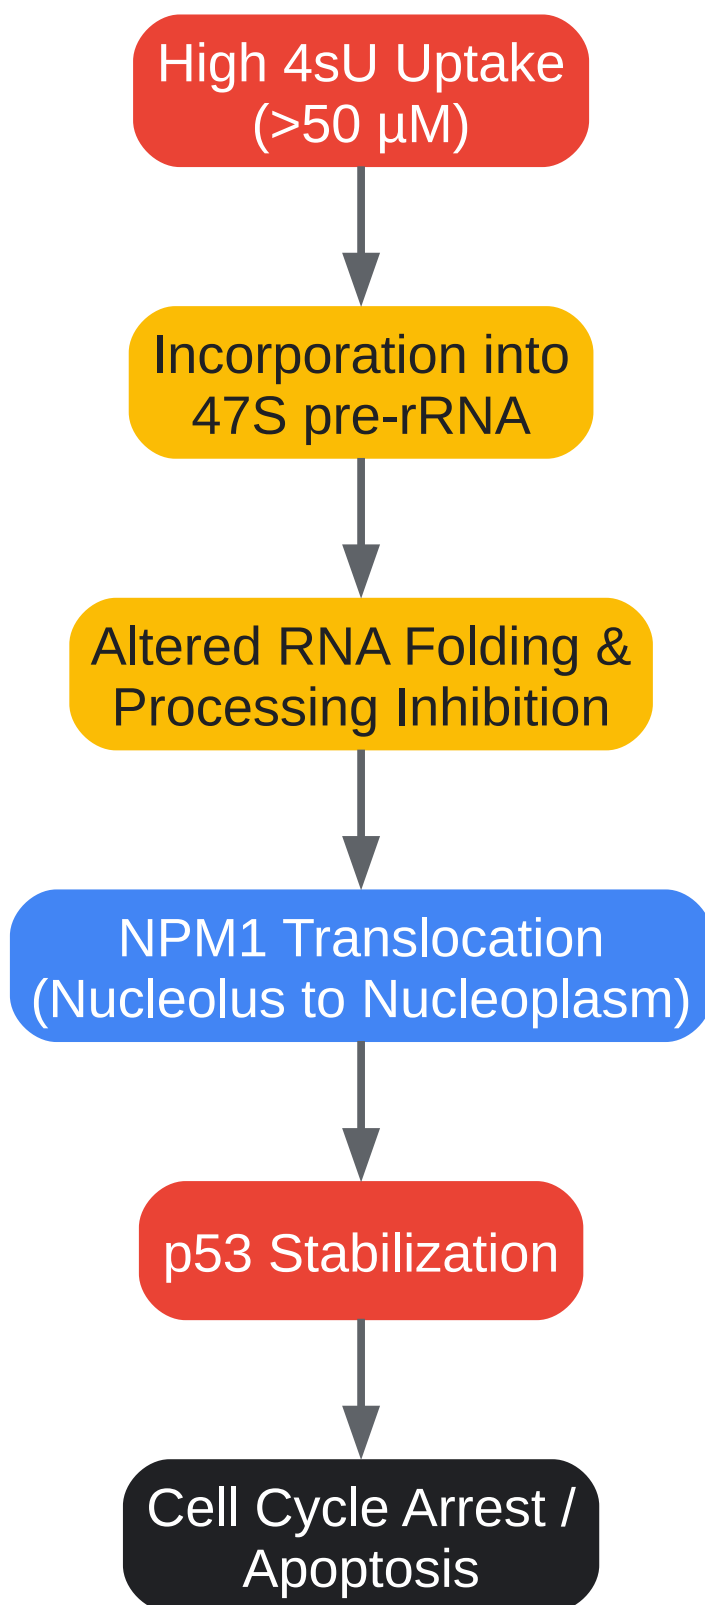 High 4sU Uptake
(>50 µM)
Incorporation into
47S pre-rRNA
Altered RNA Folding &
Processing Inhibition
NPM1 Translocation
(Nucleolus to Nucleoplasm)
p53 Stabilization
Cell Cycle Arrest /
Apoptosis